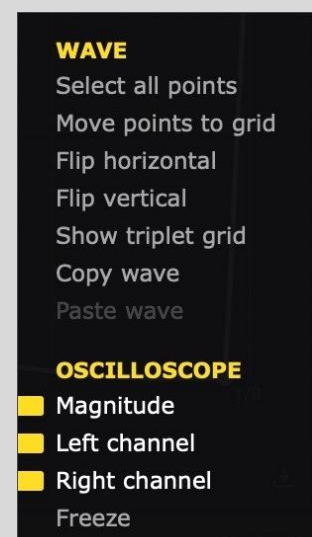 WAVE
Select all points
Move points to grid
Flip horizontal
Flip vertical
Show triplet grid
Copy wave
Paste wave
OSCILLOSCOPE
Magnitude
Left channel
Right channel
Freeze